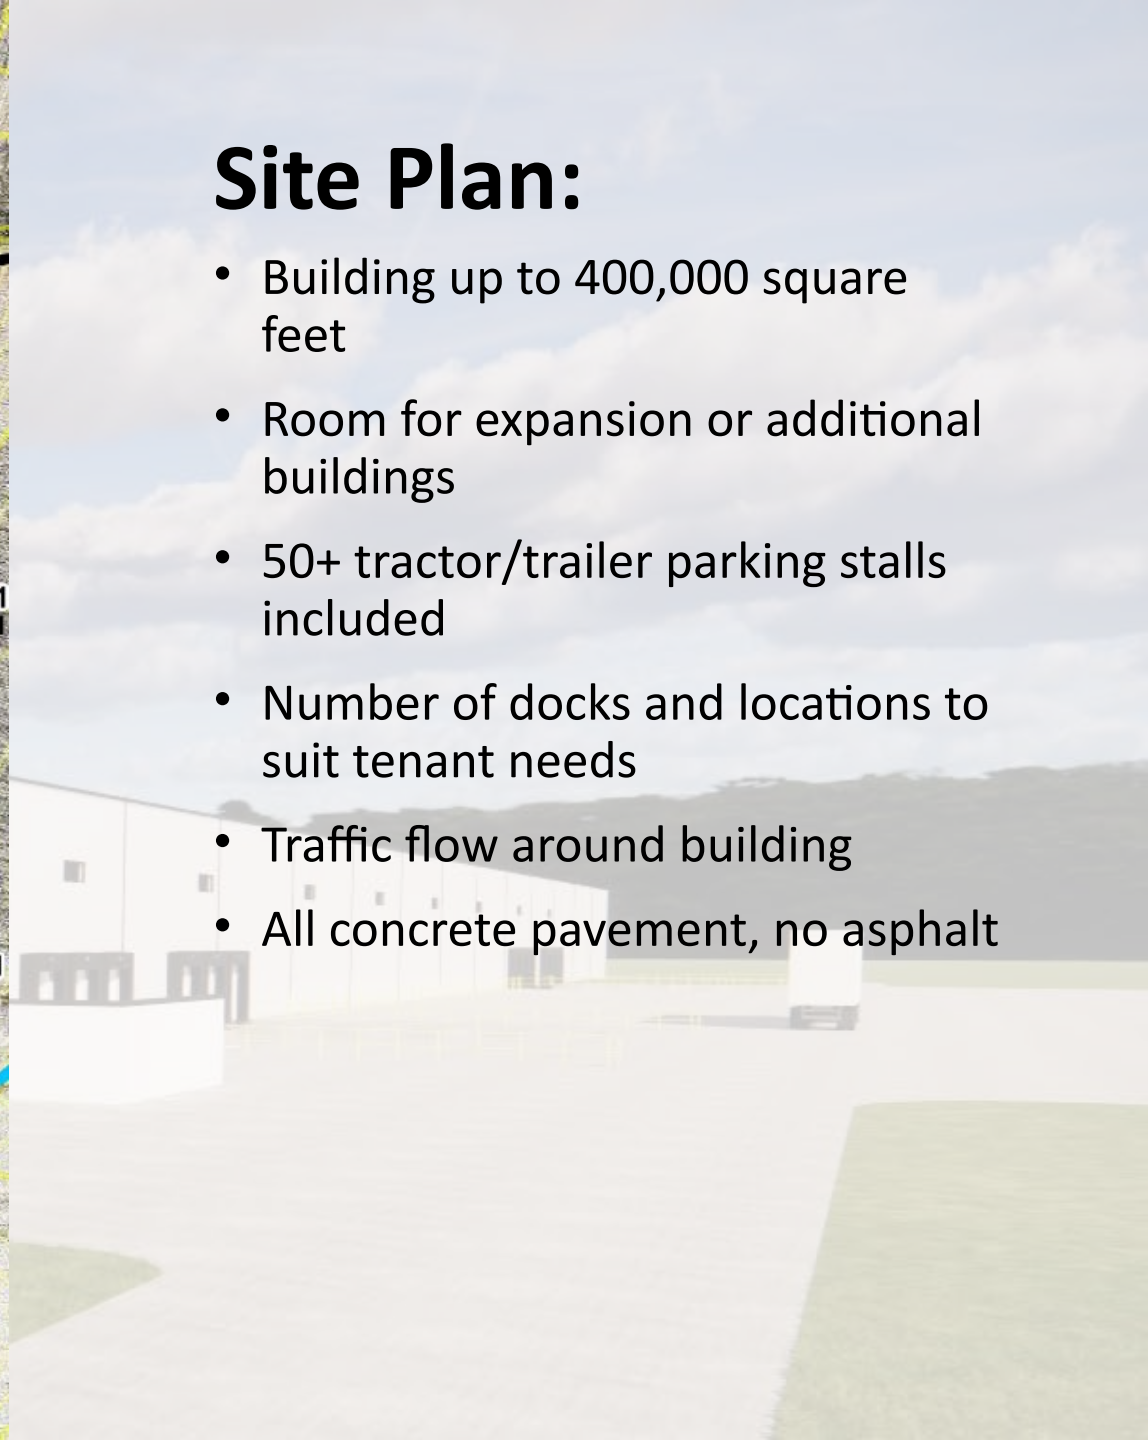 Site Plan:
• Building up to 400,000 square
feet
• Room for expansion or additional
buildings
• 50+ tractor/trailer parking stalls
included
• Number of docks and locations to
suit tenant needs
• Traffic flow around building
• All concrete pavement, no asphalt